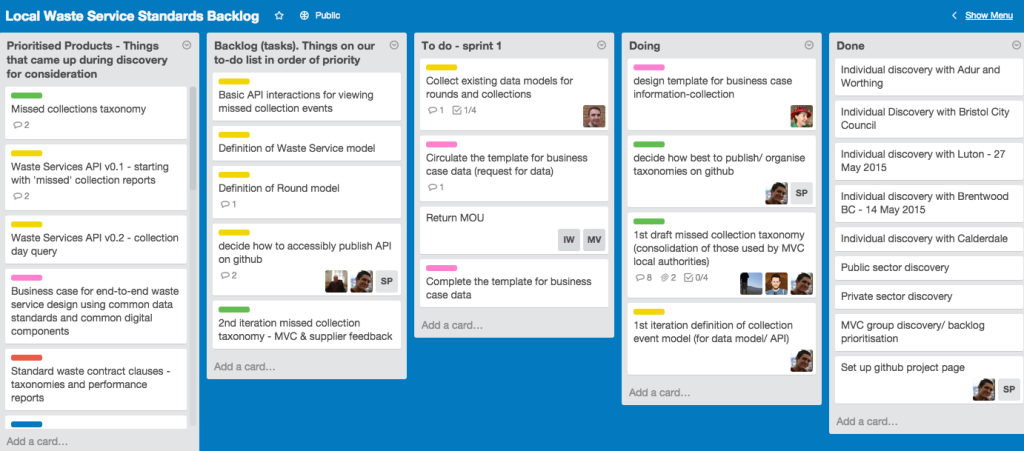 Local Waste Service Standards Backlog
Public
Show Menu
Prioritised Products - Things
that came up during discovery
for consideration
Missed collections taxonomy
2
Waste Services API v0.1 - starting
with 'missed' collection reports
2
Waste Services API v0.2 - collection
day query
Business case for end-to-end waste
service design using common data
standards and common digital
components
Standard waste contract clauses -
taxonomies and performance
reports
Add a card…
Backlog (tasks). Things on our
to-do list in order of priority
Basic API interactions for viewing
missed collection events
Definition of Waste Service model
Definition of Round model
1
decide how to accessibly publish API
on github
2
SP
2nd iteration missed collection
taxonomy - MVC & supplier feedback
Add a card…
To do - sprint 1
Collect existing data models for
rounds and collections
1 1/4
Circulate the template for business
case data (request for data)
1
Return MOU
IW MV
Complete the template for business
case data
Add a card…
Doing
design template for business case
information-collection
decide how best to publish/ organise
taxonomies on github
SP
1st draft missed collection taxonomy
(consolidation of those used by MVC
local authorities)
8 2 0/4
1st iteration definition of collection
event model (for data model/ API)
Add a card…
Done
Individual discovery with Adur and
Worthing
Individual Discovery with Bristol City
Council
Individual discovery with Luton - 27
May 2015
Individual discovery with Brentwood
BC - 14 May 2015
Individual discovery with Calderdale
Public sector discovery
Private sector discovery
MVC group discovery/ backlog
prioritisation
Set up github project page
SP
Add a card…